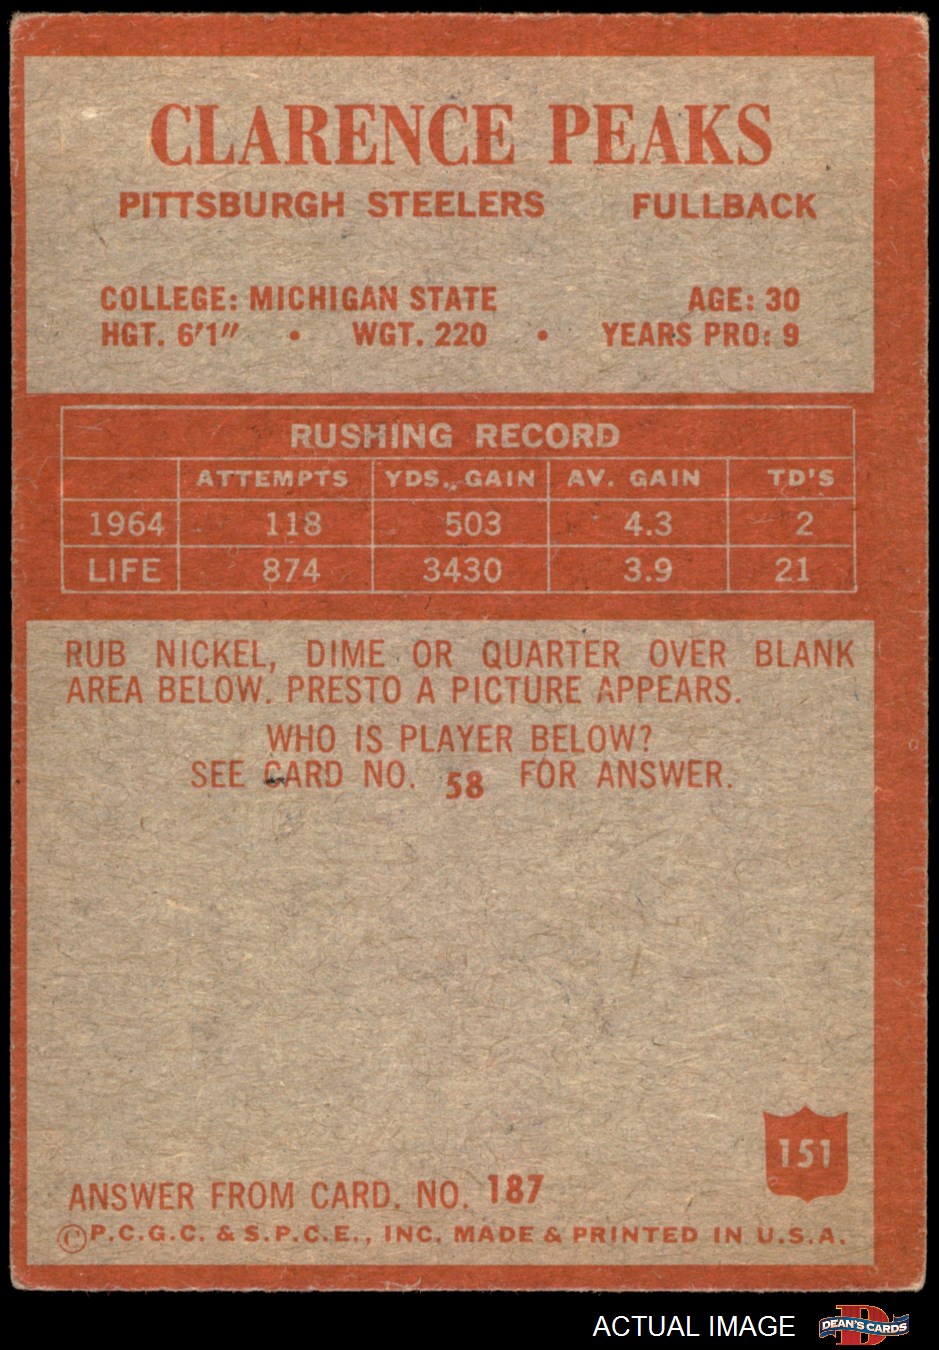 CLARENCE PEAKS
PITTSBURGH STEELERS FULLBACK
COLLEGE: MICHIGAN STATE AGE: 30
HGT. 6'1" • WGT. 220 • YEARS PRO: 9
RUSHING RECORD
ATTEMPTS YDS. GAIN AV. GAIN TD'S
1964 118 503 4.3 2
LIFE 874 3430 3.9 21
RUB NICKEL, DIME OR QUARTER OVER BLANK
AREA BELOW. PRESTO A PICTURE APPEARS.
WHO IS PLAYER BELOW?
SEE CARD NO. 58 FOR ANSWER.
151
ANSWER FROM CARD. NO. 187
©P.C.G.C. & S.P.C.E., INC. MADE & PRINTED IN U.S.A.
ACTUAL IMAGE
D
DEAN'S CARDS